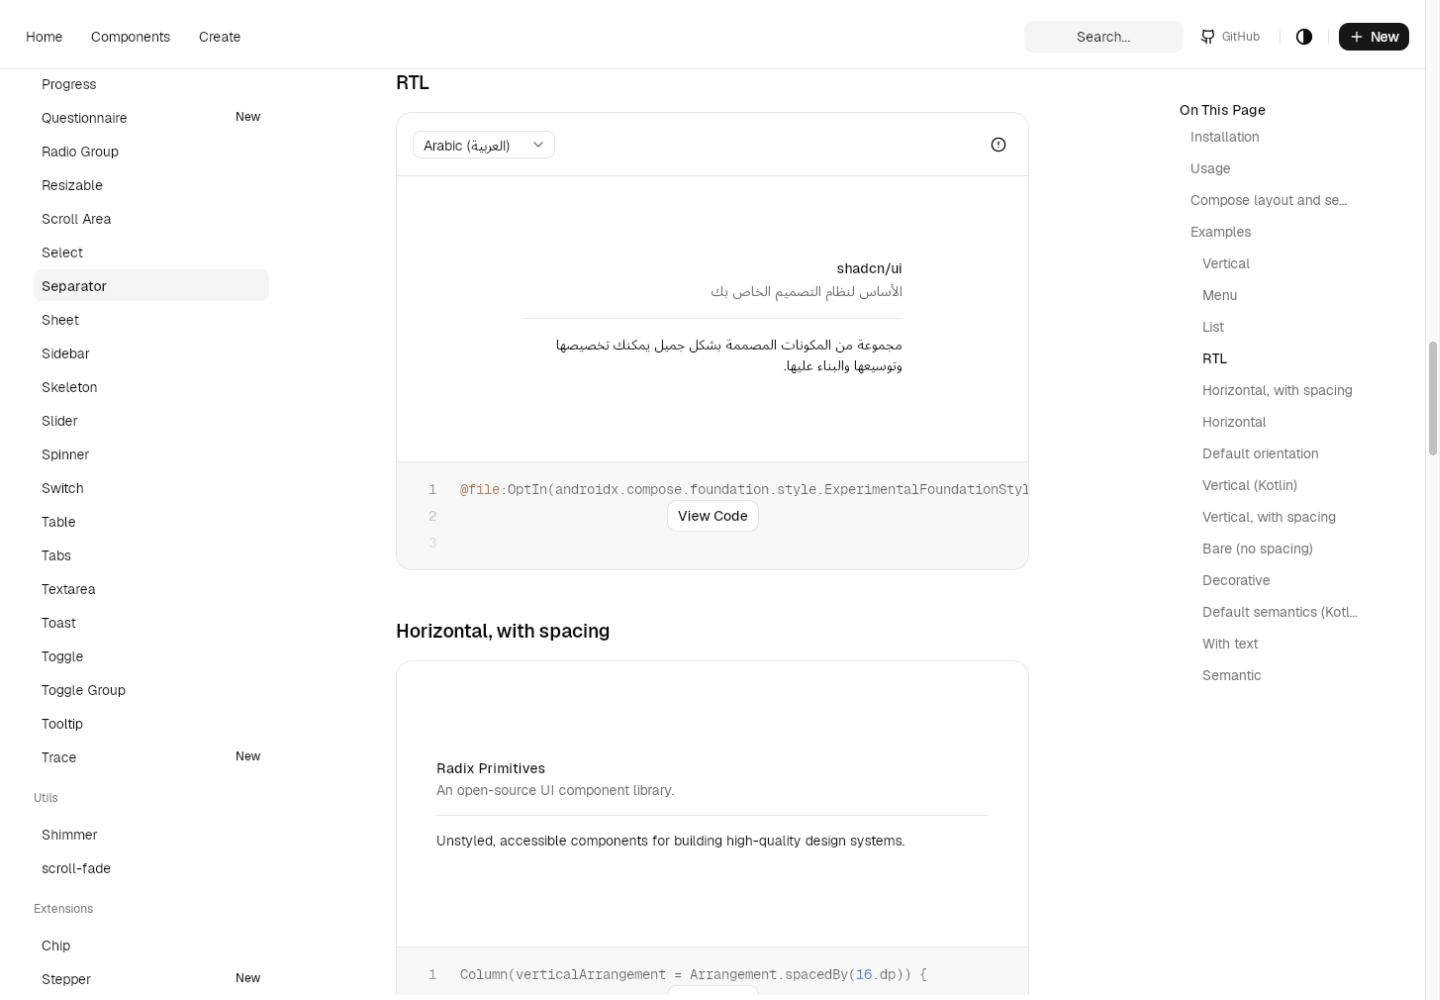 Home
Components
Create
Search...
GitHub
New
Progress
Questionnaire New
Radio Group
Resizable
Scroll Area
Select
Separator
Sheet
Sidebar
Skeleton
Slider
Spinner
Switch
Table
Tabs
Textarea
Toast
Toggle
Toggle Group
Tooltip
Trace New
Utils
Shimmer
scroll-fade
Extensions
Chip
Stepper New
RTL
Arabic (العربية)
shadcn/ui
الأساس لنظام التصميم الخاص بك
مجموعة من المكونات المصممة بشكل جميل يمكنك تخصيصها
وتوسيعها والبناء عليها.
1 @file:OptIn(androidx.compose.foundation.style.ExperimentalFoundationStyl
2
View Code
3
Horizontal, with spacing
Radix Primitives
An open-source UI component library.
Unstyled, accessible components for building high-quality design systems.
1 Column(verticalArrangement = Arrangement.spacedBy(16.dp)) {
On This Page
Installation
Usage
Compose layout and se…
Examples
Vertical
Menu
List
RTL
Horizontal, with spacing
Horizontal
Default orientation
Vertical (Kotlin)
Vertical, with spacing
Bare (no spacing)
Decorative
Default semantics (Kotl…
With text
Semantic